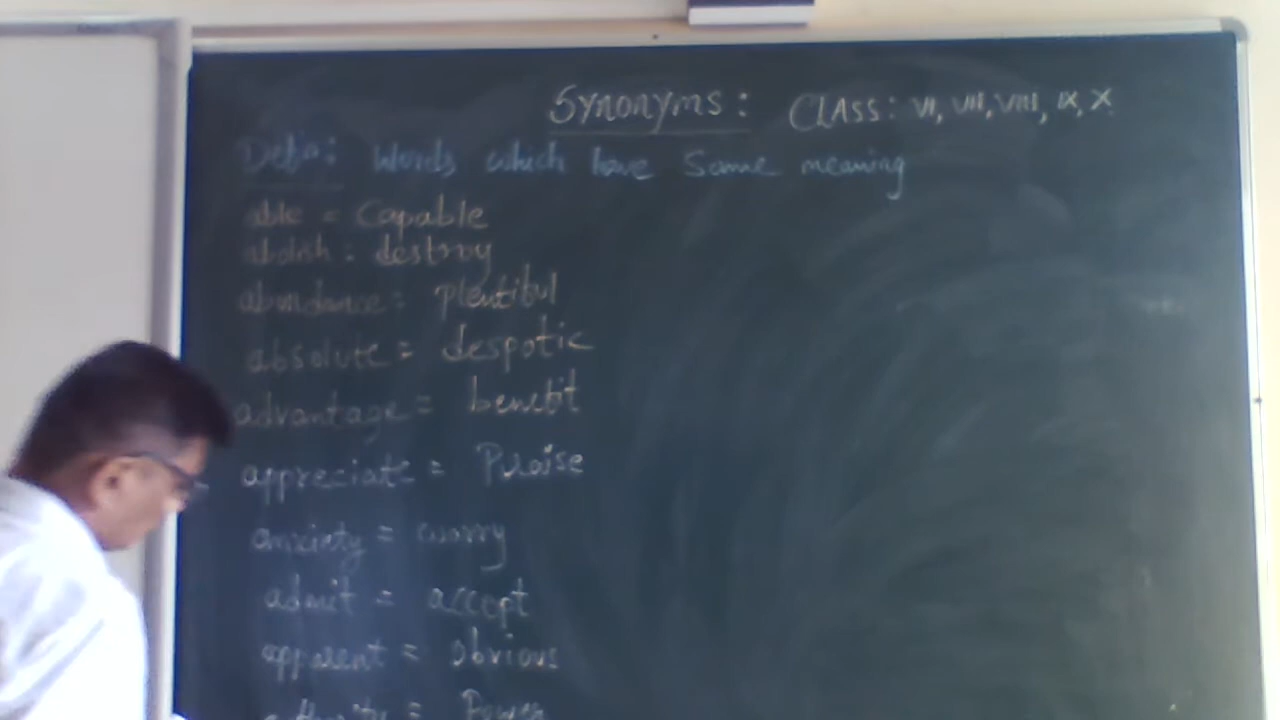 Synonyms: CLASS: VI, VII, VIII, IX, X
Defn: Words which have Same meaning
able = Capable
abolish: destroy
abundance = plentiful
absolute = despotic
advantage = benefit
appreciate = Praise
anxiety = worry
admit = accept
apparent = obvious
authority = Power